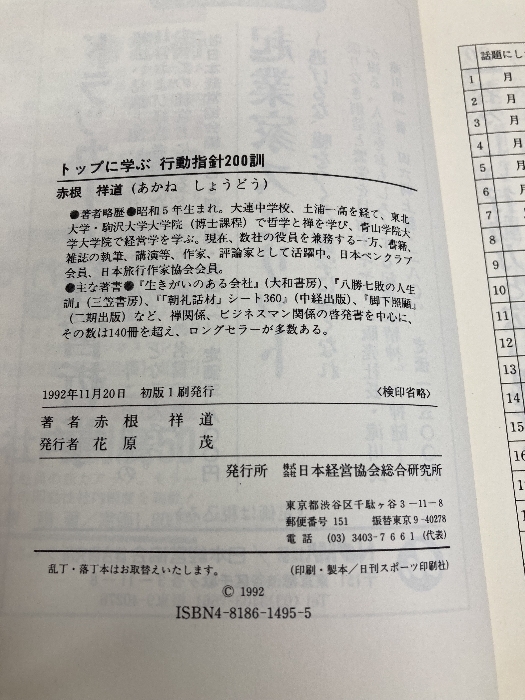 トップに学ぶ 行動指針200訓
赤根 祥道(あかね しょうどう)
●著者略歴●昭和5年生まれ。大連中学校、土浦一高を経て、東北
大学・駒沢大学大学院(博士課程)で哲学と禅を学び、青山学院大
学大学院で経営学を学ぶ。現在、数社の役員を兼務する一方、書籍、
雑誌の執筆、講演等、作家、評論家として活躍中。日本ペンクラブ
会員、日本旅行作家協会会員。
●主な著書●『生きがいのある会社』(大和書房)、『八勝七敗の人生
訓』(三笠書房)、『「朝礼話材」シート360』(中経出版)、『脚下照顧』
(二期出版)など、禅関係、ビジネスマン関係の啓発書を中心に、
その数は140冊を超え、ロングセラーが多数ある。
1992年11月20日 初版1刷発行 〈検印省略〉
著 者 赤 根 祥 道
発行者 花 原 茂
発行所 株式会社日本経営協会総合研究所
東京都渋谷区千駄ヶ谷3-11-8
郵便番号 151 振替東京9-40278
電 話 (03)3403-7661(代表)
乱丁・落丁本はお取替えいたします。 (印刷・製本/日刊スポーツ印刷社)
© 1992
ISBN4-8186-1495-5
話題にし
1 月
2 月
3 月
4 月
5 月
6 月
7
8
9
10
11
12
13
14
15